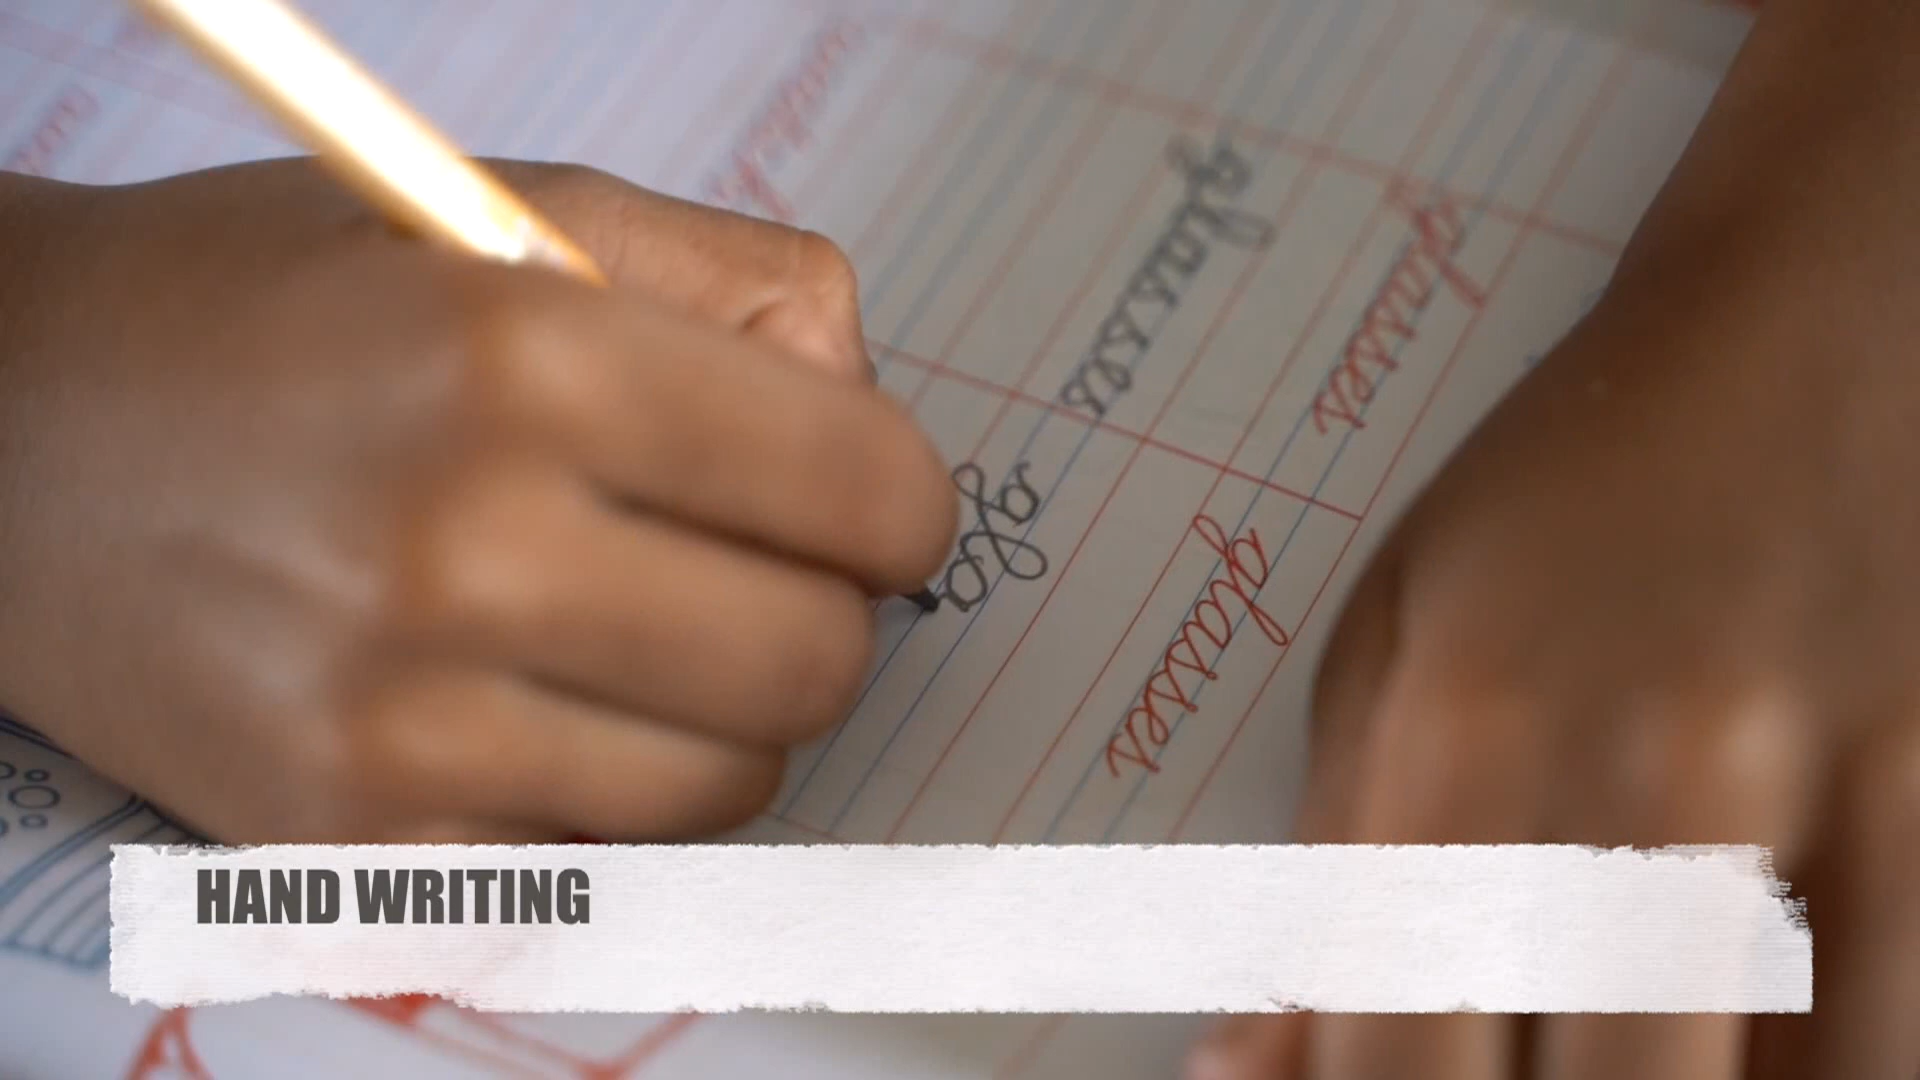 glasses
glasses
glasses
gla
HAND WRITING